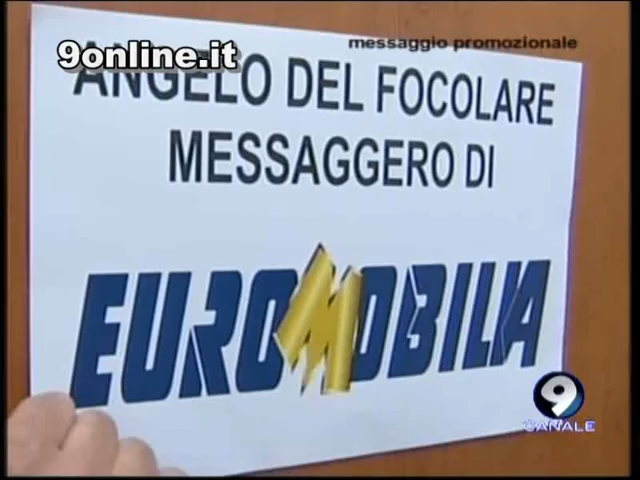 9online.it
messaggio promozionale
ANGELO DEL FOCOLARE
MESSAGGERO DI
EUROMOBILIA
9
CANALE